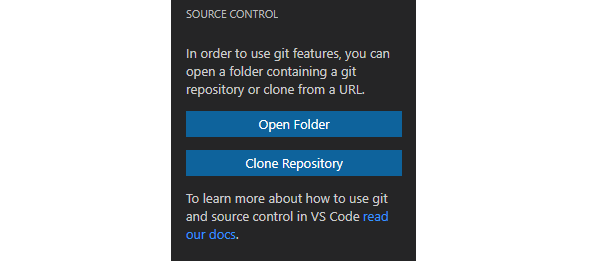 SOURCE CONTROL
In order to use git features, you can
open a folder containing a git
repository or clone from a URL.
Open Folder
Clone Repository
To learn more about how to use git
and source control in VS Code read
our docs.